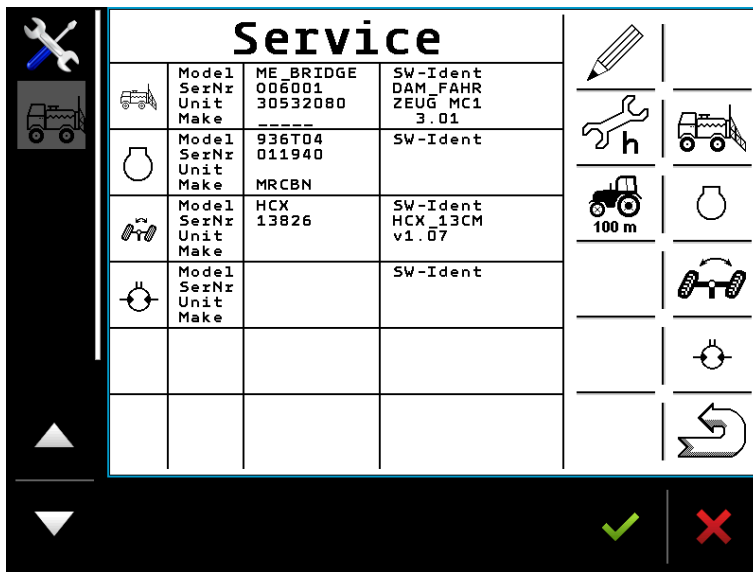 Service
Model ME_BRIDGE SW-Ident
SerNr 006001 DAM_FAHR
Unit 30532080 ZEUG MC1
Make _____ 3.01
Model 936T04 SW-Ident
SerNr 011940
Unit
Make MRCBN
Model HCX SW-Ident
SerNr 13826 HCX_13CM
Unit v1.07
Make
Model SW-Ident
SerNr
Unit
Make
h
100 m